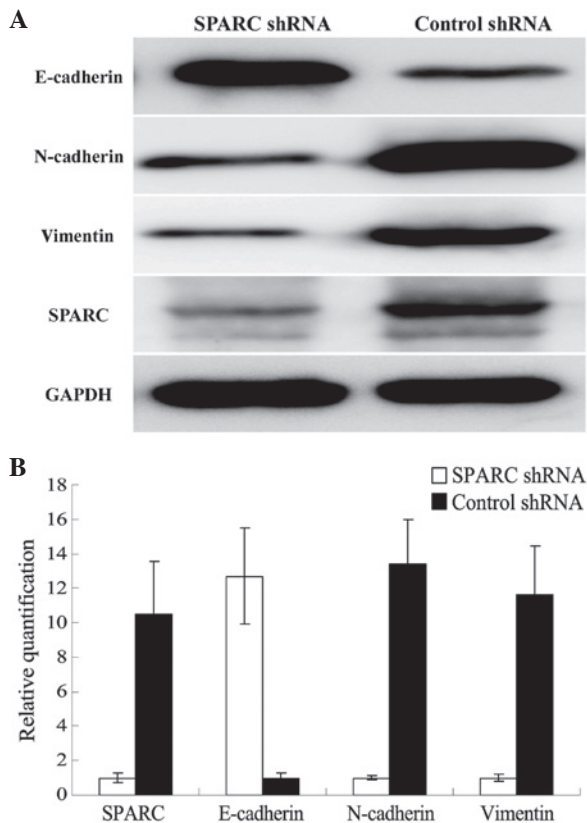 A
SPARC shRNA Control shRNA
E-cadherin
N-cadherin
Vimentin
SPARC
GAPDH
B
18
16
14
12
10
8
6
4
2
0
Relative quantification
SPARC shRNA
Control shRNA
SPARC E-cadherin N-cadherin Vimentin